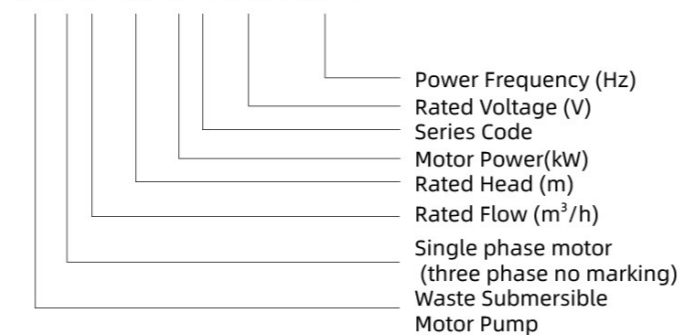 Power Frequency (Hz)
Rated Voltage (V)
Series Code
Motor Power(kW)
Rated Head (m)
Rated Flow (m³/h)
Single phase motor
(three phase no marking)
Waste Submersible
Motor Pump